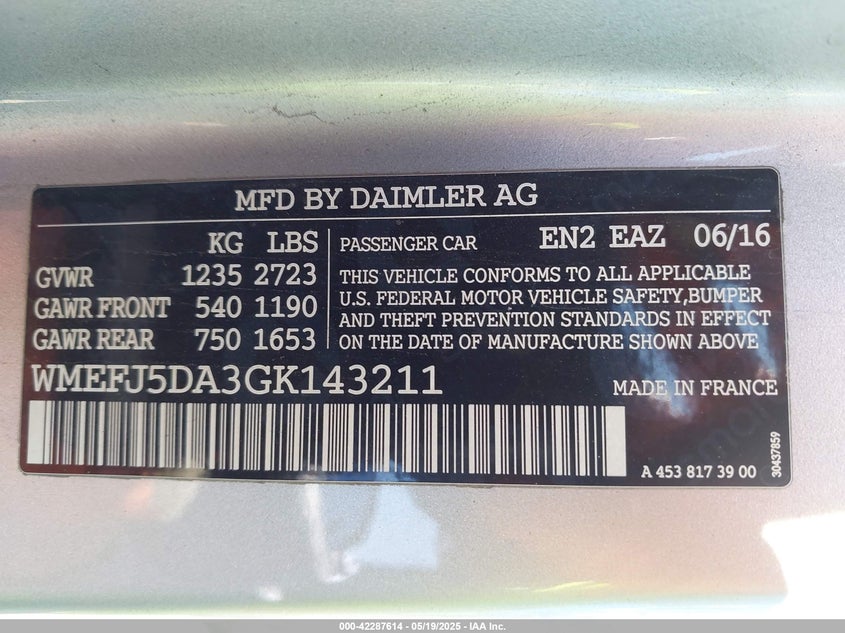 MFD BY DAIMLER AG
KG LBS
GVWR 1235 2723
GAWR FRONT 540 1190
GAWR REAR 750 1653
PASSENGER CAR EN2 EAZ 06/16
THIS VEHICLE CONFORMS TO ALL APPLICABLE
U.S. FEDERAL MOTOR VEHICLE SAFETY,BUMPER
AND THEFT PREVENTION STANDARDS IN EFFECT
ON THE DATE OF MANUFACTURE SHOWN ABOVE
WMEFJ5DA3GK143211 MADE IN FRANCE
A 453 817 39 00
30437859
000-42287614 - 05/19/2025 - IAA Inc.